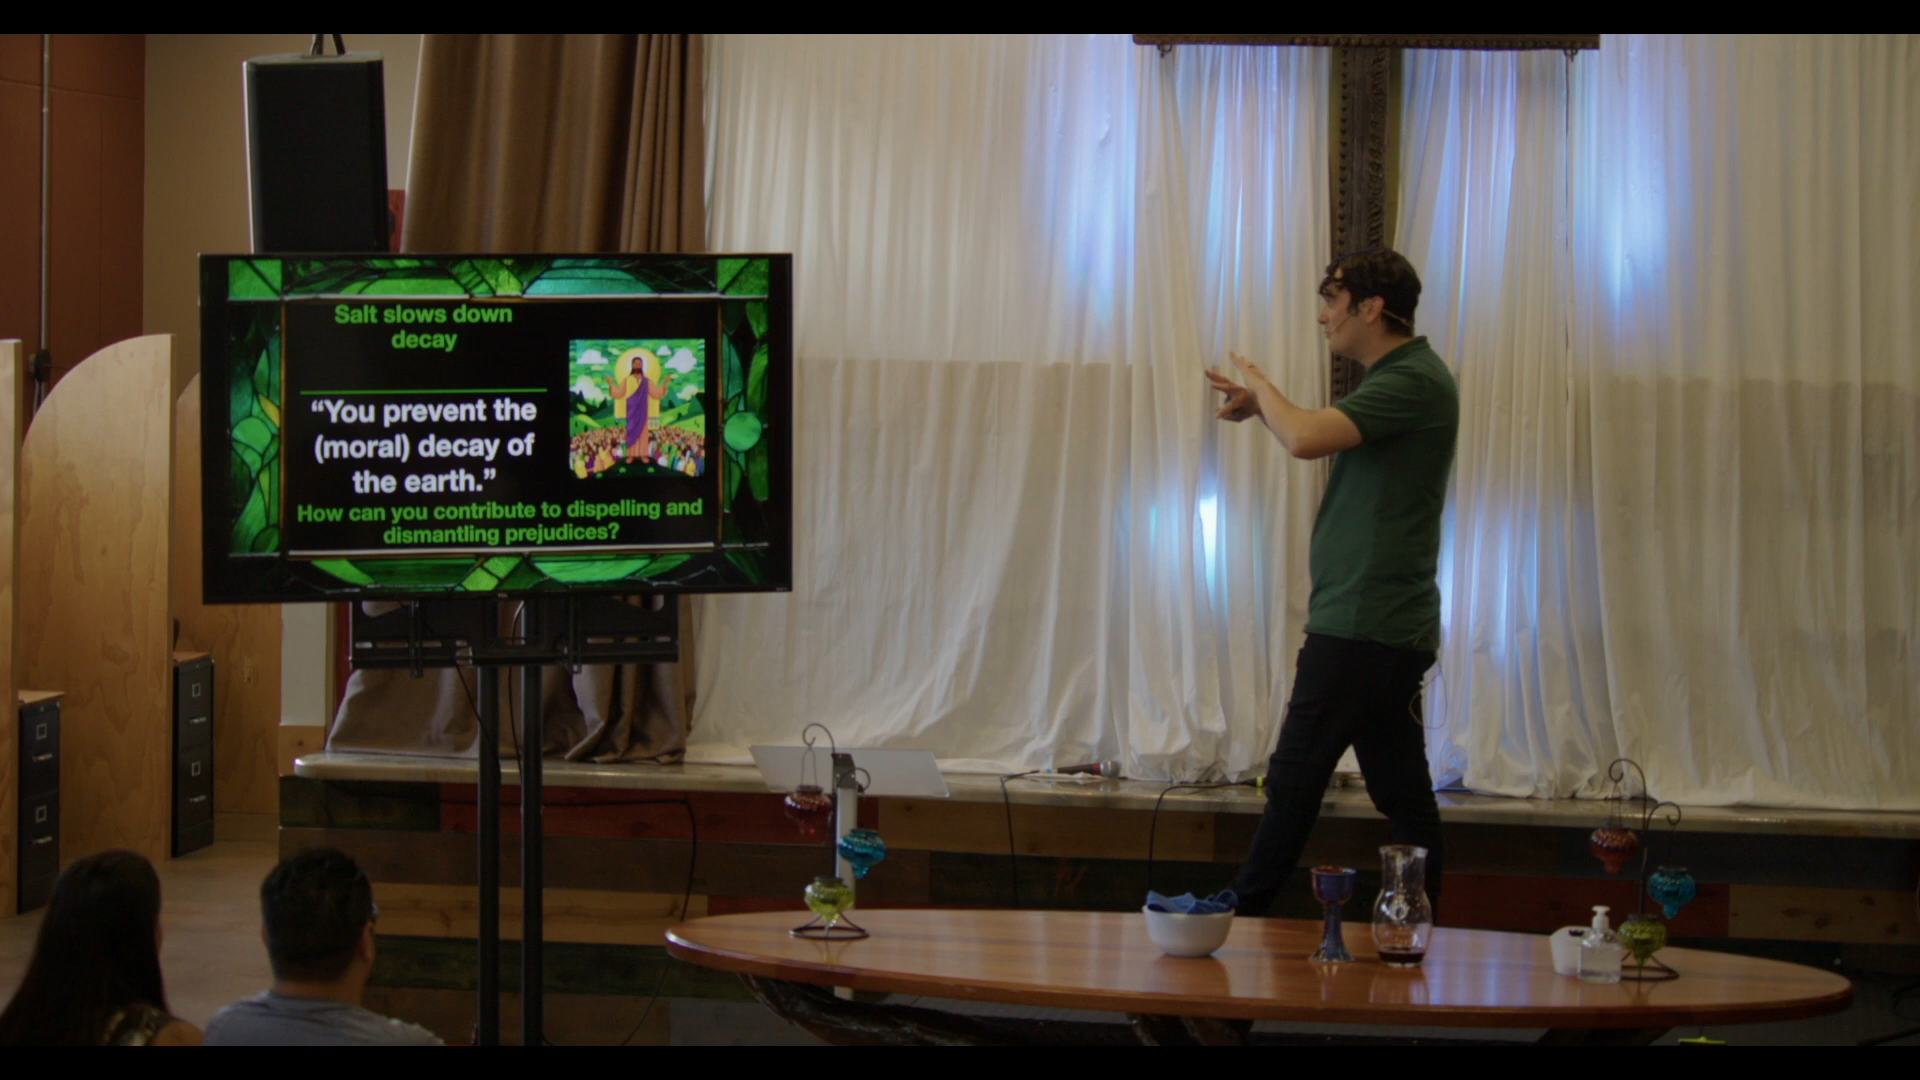 Salt slows down
decay
“You prevent the
(moral) decay of
the earth.”
How can you contribute to dispelling and
dismantling prejudices?